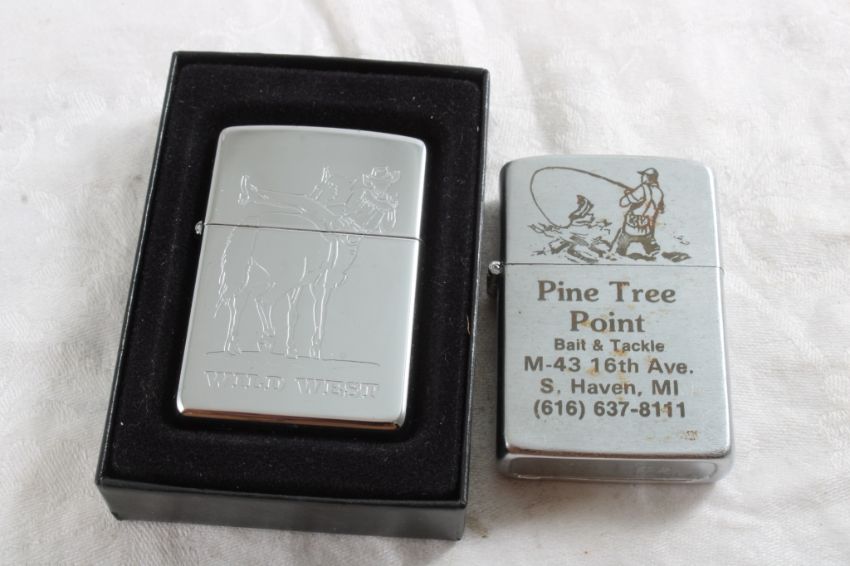 WILD WEST
Pine Tree
Point
Bait & Tackle
M-43 16th Ave.
S. Haven, MI
(616) 637-8111